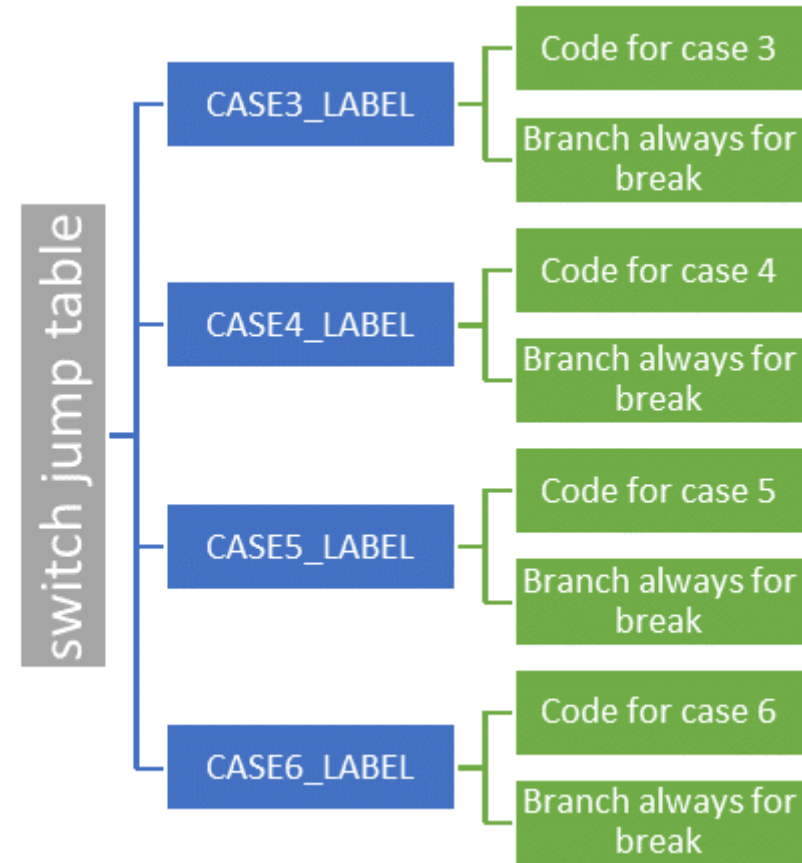 switch jump table
CASE3_LABEL
Code for case 3
Branch always for
break
CASE4_LABEL
Code for case 4
Branch always for
break
CASE5_LABEL
Code for case 5
Branch always for
break
CASE6_LABEL
Code for case 6
Branch always for
break